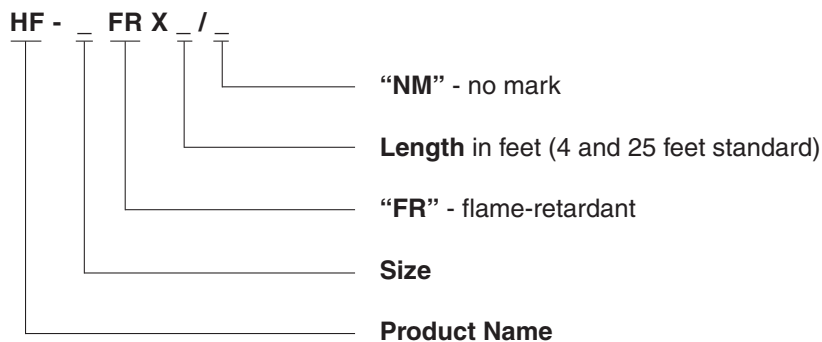 HF - _ FR X _ / _
“NM” - no mark
Length in feet (4 and 25 feet standard)
“FR” - flame-retardant
Size
Product Name